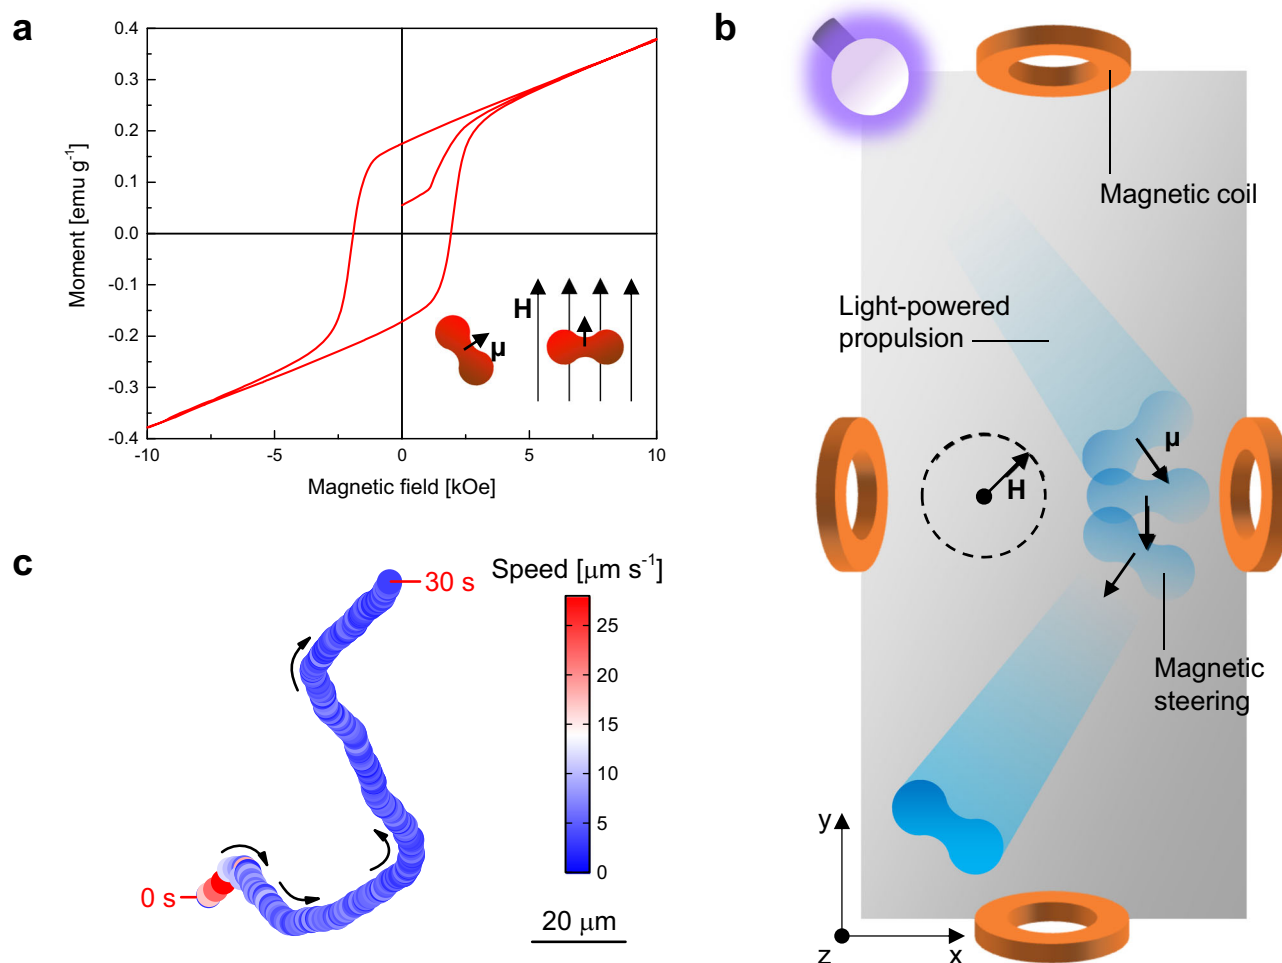 a
0.4
0.3
0.2
0.1
0.0
-0.1
-0.2
-0.3
-0.4
Moment [emu g⁻¹]
-10
-5
0
5
10
Magnetic field [kOe]
H
μ
b
Magnetic coil
Light-powered
propulsion
μ
H
Magnetic
steering
y
z
x
c
Speed [μm s⁻¹]
30 s
25
20
15
10
5
0
0 s
20 μm